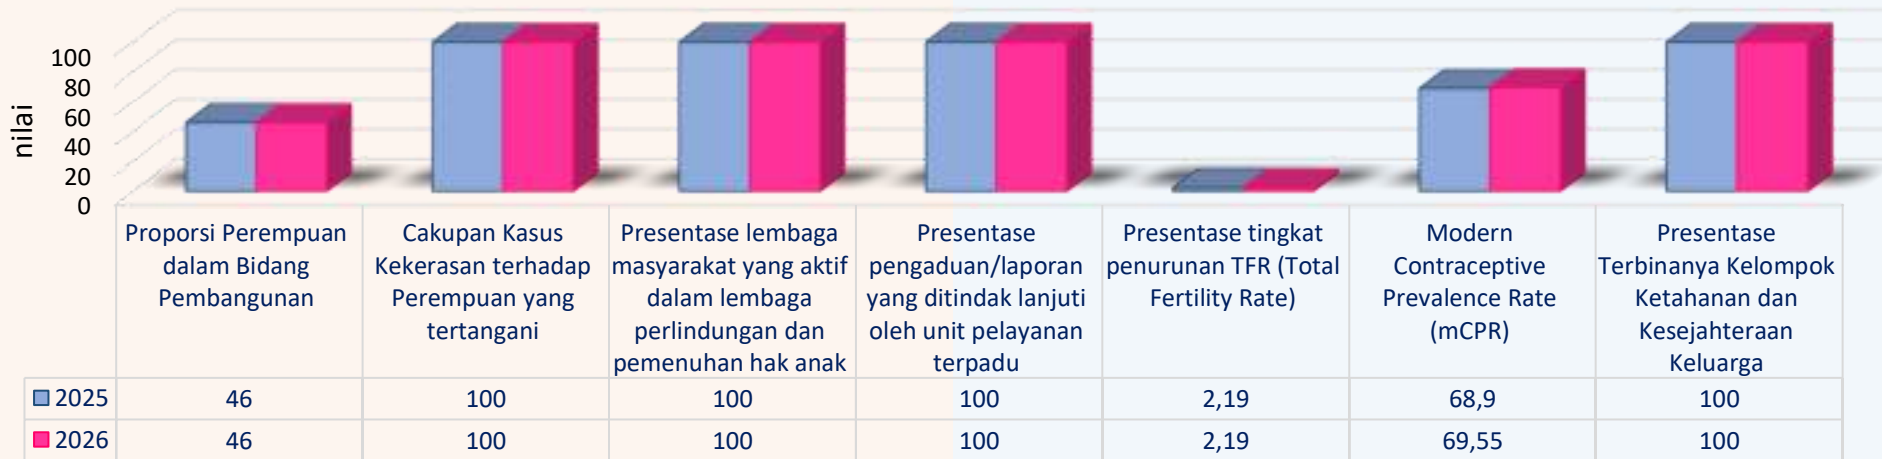 nilai
100
80
60
40
20
0
Proporsi Perempuan
dalam Bidang
Pembangunan
Cakupan Kasus
Kekerasan terhadap
Perempuan yang
tertangani
Presentase lembaga
masyarakat yang aktif
dalam lembaga
perlindungan dan
pemenuhan hak anak
Presentase
pengaduan/laporan
yang ditindak lanjuti
oleh unit pelayanan
terpadu
Presentase tingkat
penurunan TFR (Total
Fertility Rate)
Modern
Contraceptive
Prevalence Rate
(mCPR)
Presentase
Terbinanya Kelompok
Ketahanan dan
Kesejahteraan
Keluarga
2025 46 100 100 100 2,19 68,9 100
2026 46 100 100 100 2,19 69,55 100